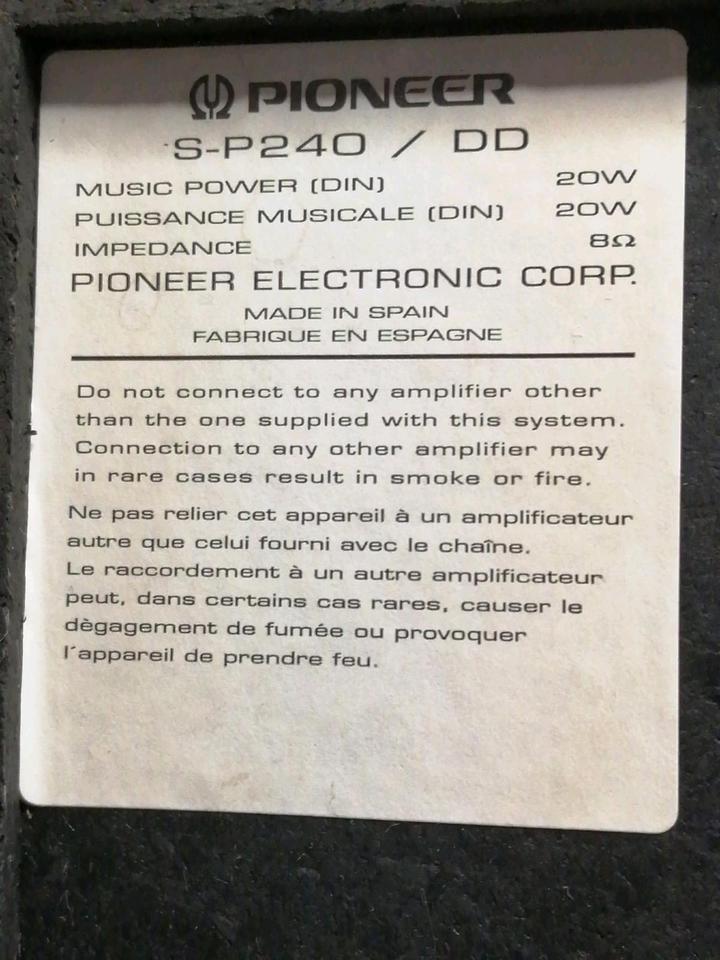 PIONEER
S-P240 / DD
MUSIC POWER (DIN) 20W
PUISSANCE MUSICALE (DIN) 20W
IMPEDANCE 8Ω
PIONEER ELECTRONIC CORP.
MADE IN SPAIN
FABRIQUE EN ESPAGNE
Do not connect to any amplifier other
than the one supplied with this system.
Connection to any other amplifier may
in rare cases result in smoke or fire.
Ne pas relier cet appareil à un amplificateur
autre que celui fourni avec le chaîne.
Le raccordement à un autre amplificateur
peut, dans certains cas rares, causer le
dègagement de fumée ou provoquer
l´appareil de prendre feu.